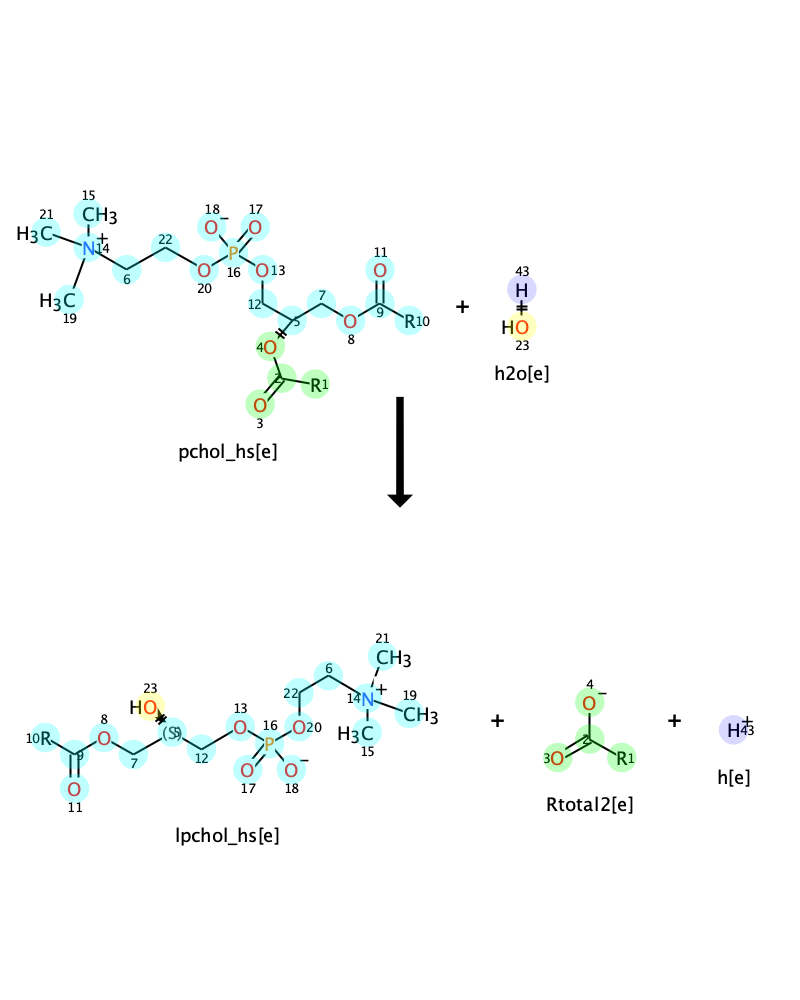 15
CH3
18
O−
17
O
21
H3C
N+
14
22
P
16
6
O
20
O
13
11
O
H3C
19
12
5
7
O
8
9
R10
+
43
H
HO
23
h2o[e]
4O
2
R1
O
3
pchol_hs[e]
21
CH3
6
22
14N+
19
CH3
H3C
15
23
HO
13
O
16
P
O20
10R
8
O
9
7
(S)
5
12
O
11
O
17
O−
18
+
4
O−
2
3O
R1
Rtotal2[e]
+
H+
43
h[e]
lpchol_hs[e]